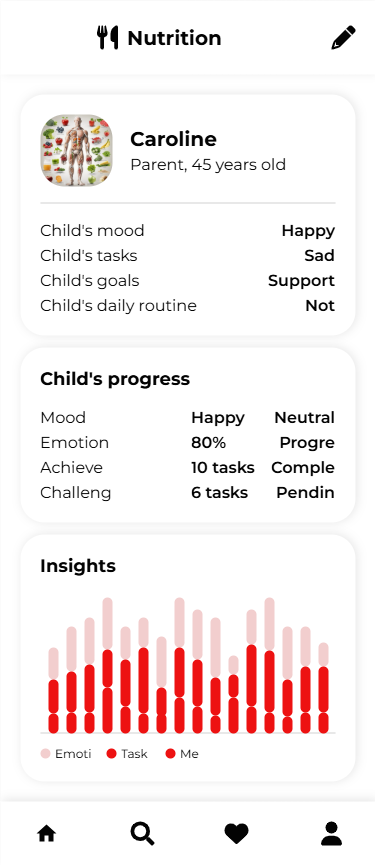 Nutrition
Caroline
Parent, 45 years old
Child's mood Happy
Child's tasks Sad
Child's goals Support
Child's daily routine Not
Child's progress
Mood Happy Neutral
Emotion 80% Progre
Achieve 10 tasks Comple
Challeng 6 tasks Pendin
Insights
Emoti Task Me